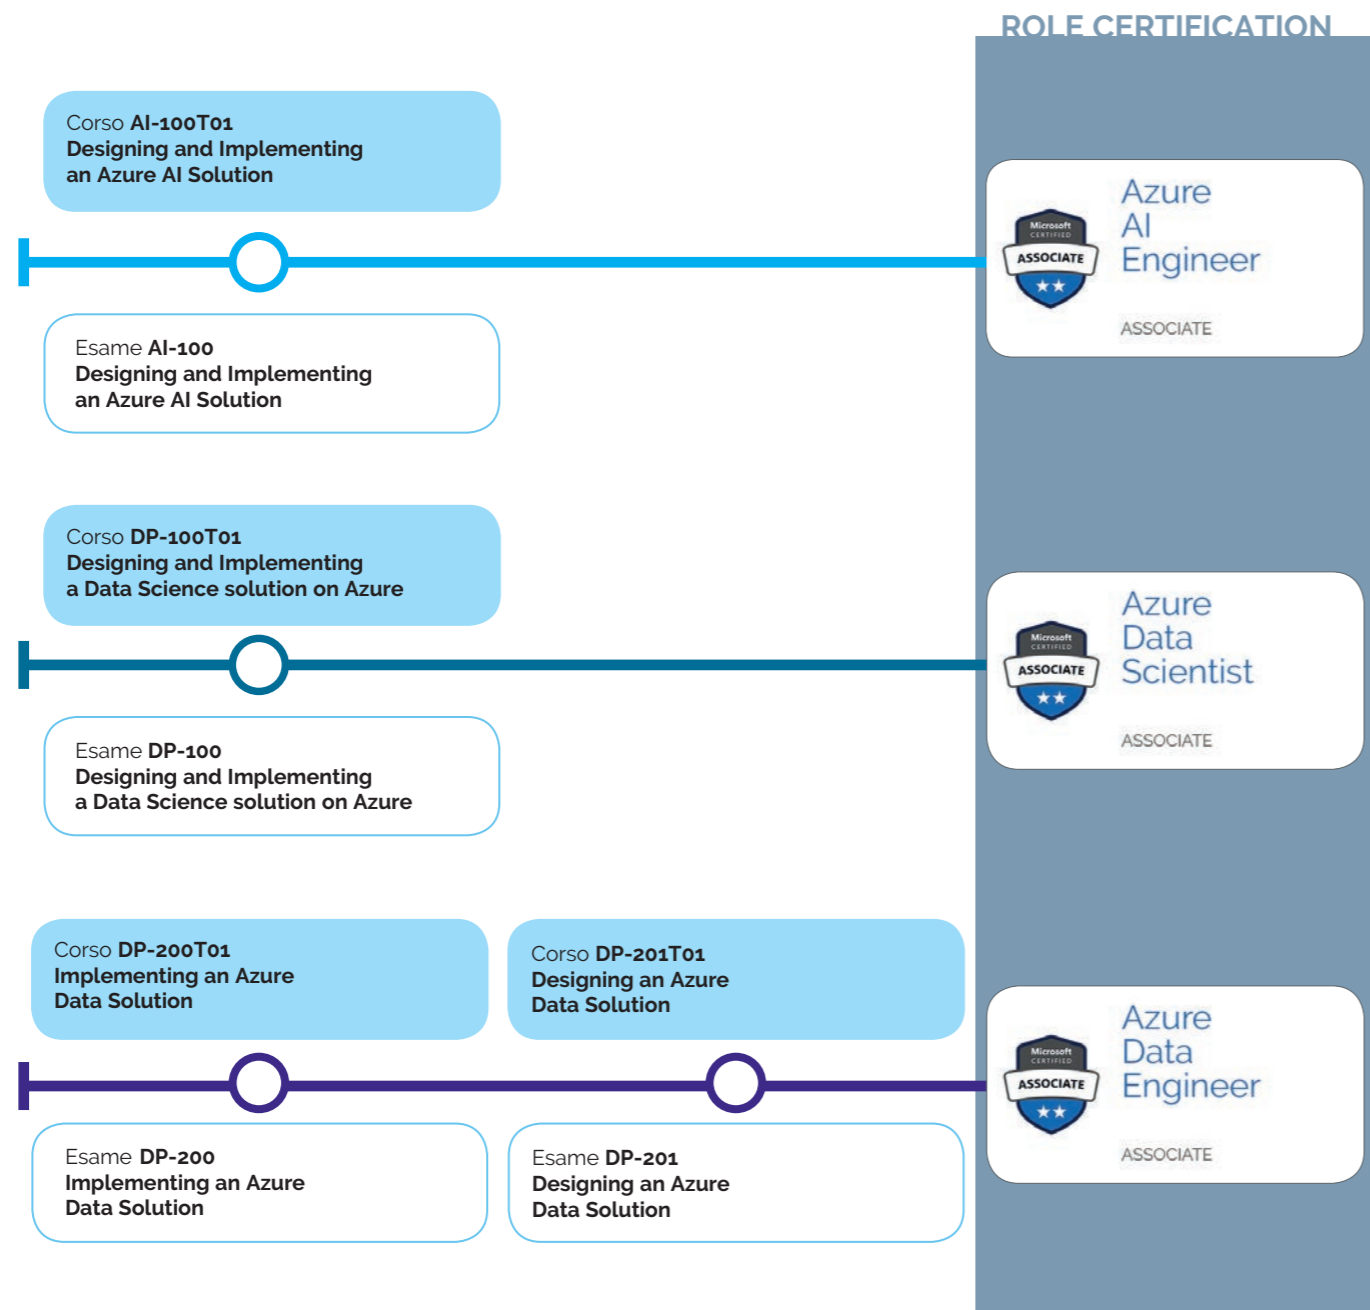 ROLE CERTIFICATION
Corso AI-100T01
Designing and Implementing
an Azure AI Solution
Azure
AI
Engineer
ASSOCIATE
Microsoft
CERTIFIED
ASSOCIATE
Esame AI-100
Designing and Implementing
an Azure AI Solution
Corso DP-100T01
Designing and Implementing
a Data Science solution on Azure
Azure
Data
Scientist
ASSOCIATE
Microsoft
CERTIFIED
ASSOCIATE
Esame DP-100
Designing and Implementing
a Data Science solution on Azure
Corso DP-200T01
Implementing an Azure
Data Solution
Corso DP-201T01
Designing an Azure
Data Solution
Azure
Data
Engineer
ASSOCIATE
Microsoft
CERTIFIED
ASSOCIATE
Esame DP-200
Implementing an Azure
Data Solution
Esame DP-201
Designing an Azure
Data Solution